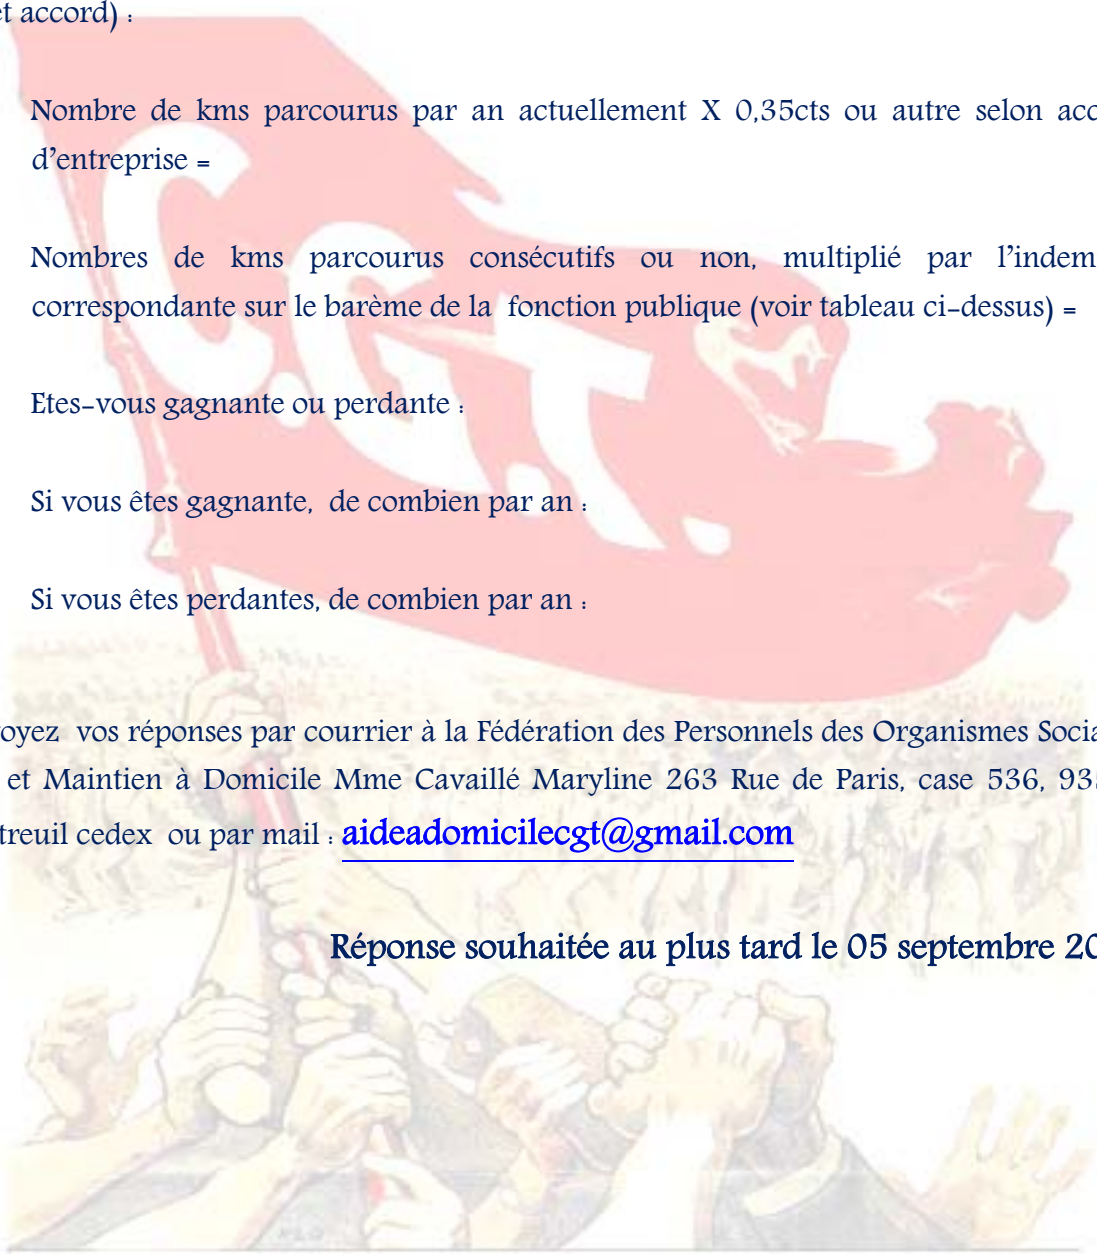 et accord) :
Nombre de kms parcourus par an actuellement X 0,35cts ou autre selon acc
d'entreprise =
Nombres de kms parcourus consécutifs ou non, multiplié par l'indem
correspondante sur le barème de la fonction publique (voir tableau ci-dessus) =
Etes-vous gagnante ou perdante :
Si vous êtes gagnante, de combien par an :
Si vous êtes perdantes, de combien par an :
oyez vos réponses par courrier à la Fédération des Personnels des Organismes Socia
et Maintien à Domicile Mme Cavaillé Maryline 263 Rue de Paris, case 536, 935
treuil cedex ou par mail : aideadomicilecgt@gmail.com
Réponse souhaitée au plus tard le 05 septembre 20
C.G.T.